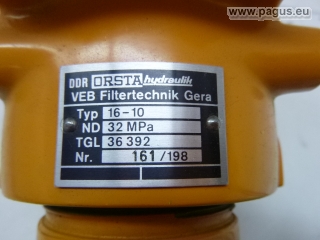 www.pagus.eu
DDR ORSTA hydraulik
VEB Filtertechnik Gera
Typ 16-10
ND 32 MPa
TGL 36 392
Nr. 161/198